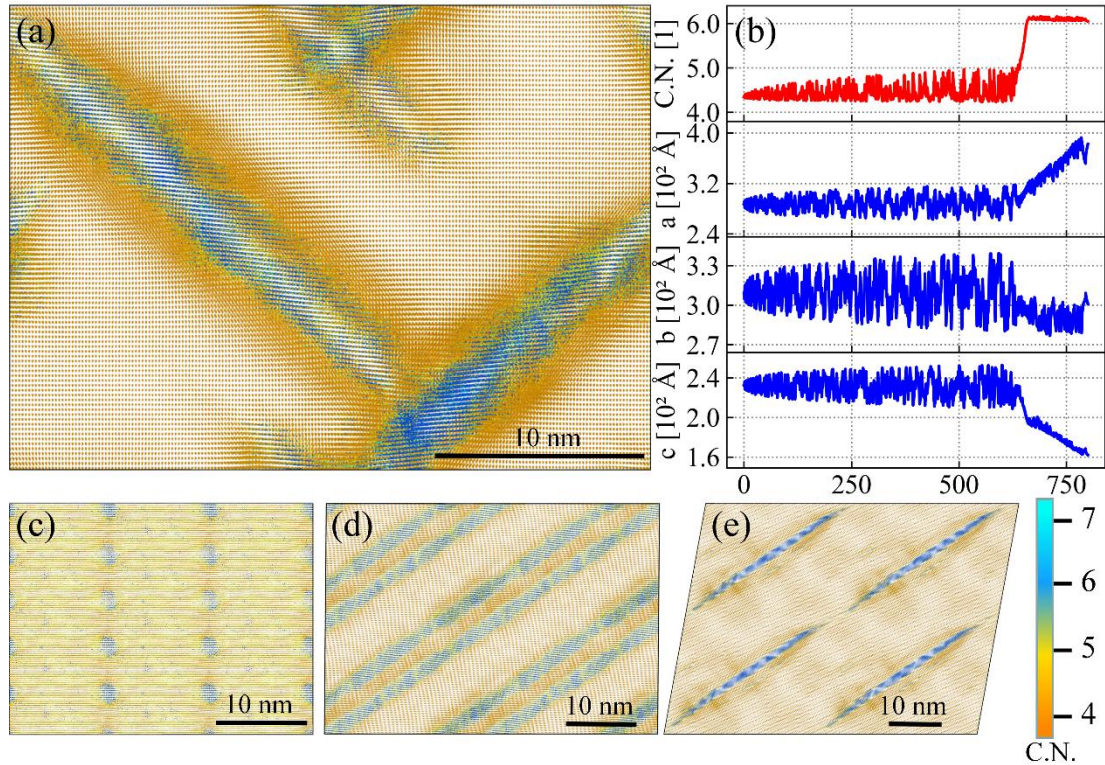 (a)
10 nm
(b)
C.N. [1]
6.0
5.0
4.0
a [10² Å]
4.0
3.2
2.4
b [10² Å]
3.3
3.0
2.7
c [10² Å]
2.4
2.0
1.6
0 250 500 750
(c)
10 nm
(d)
10 nm
(e)
10 nm
7
6
5
4
C.N.